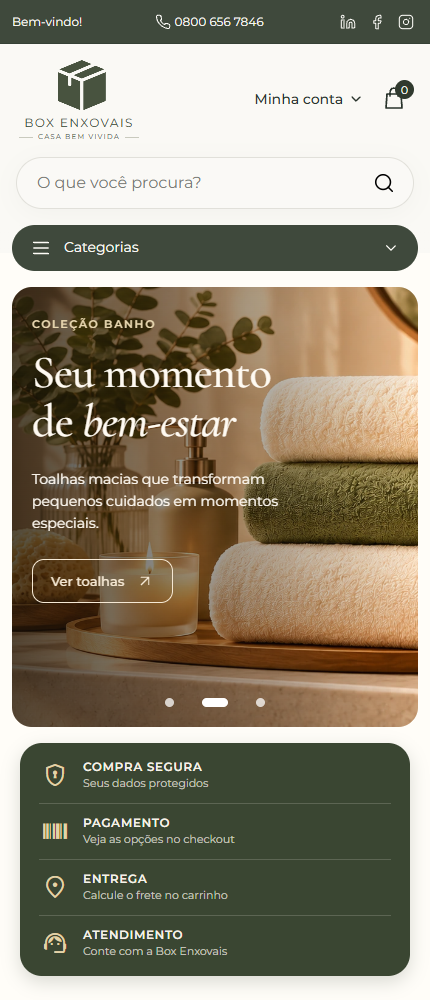 Bem-vindo!
0800 656 7846
BOX ENXOVAIS
CASA BEM VIVIDA
Minha conta
0
O que você procura?
Categorias
COLEÇÃO BANHO
Seu momento
de bem-estar
Toalhas macias que transformam
pequenos cuidados em momentos
especiais.
Ver toalhas
COMPRA SEGURA
Seus dados protegidos
PAGAMENTO
Veja as opções no checkout
ENTREGA
Calcule o frete no carrinho
ATENDIMENTO
Conte com a Box Enxovais